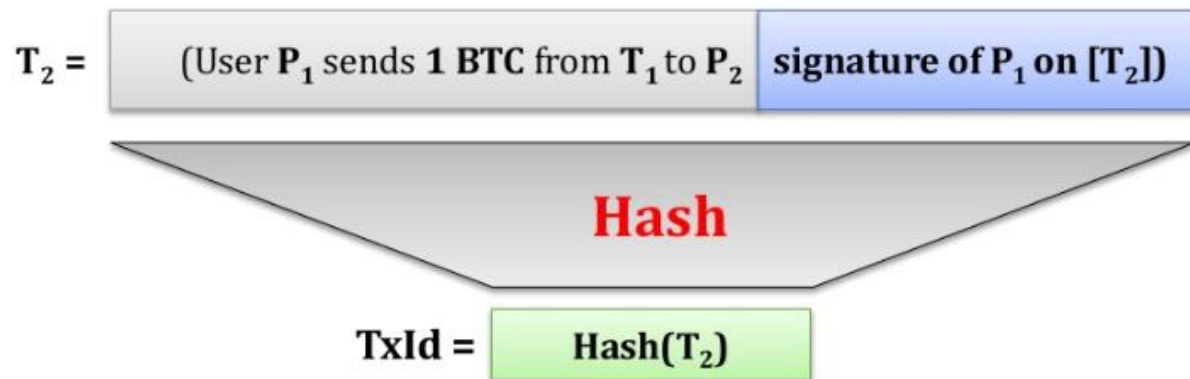 T₂ = (User P₁ sends 1 BTC from T₁ to P₂ signature of P₁ on [T₂])
Hash
TxId = Hash(T₂)